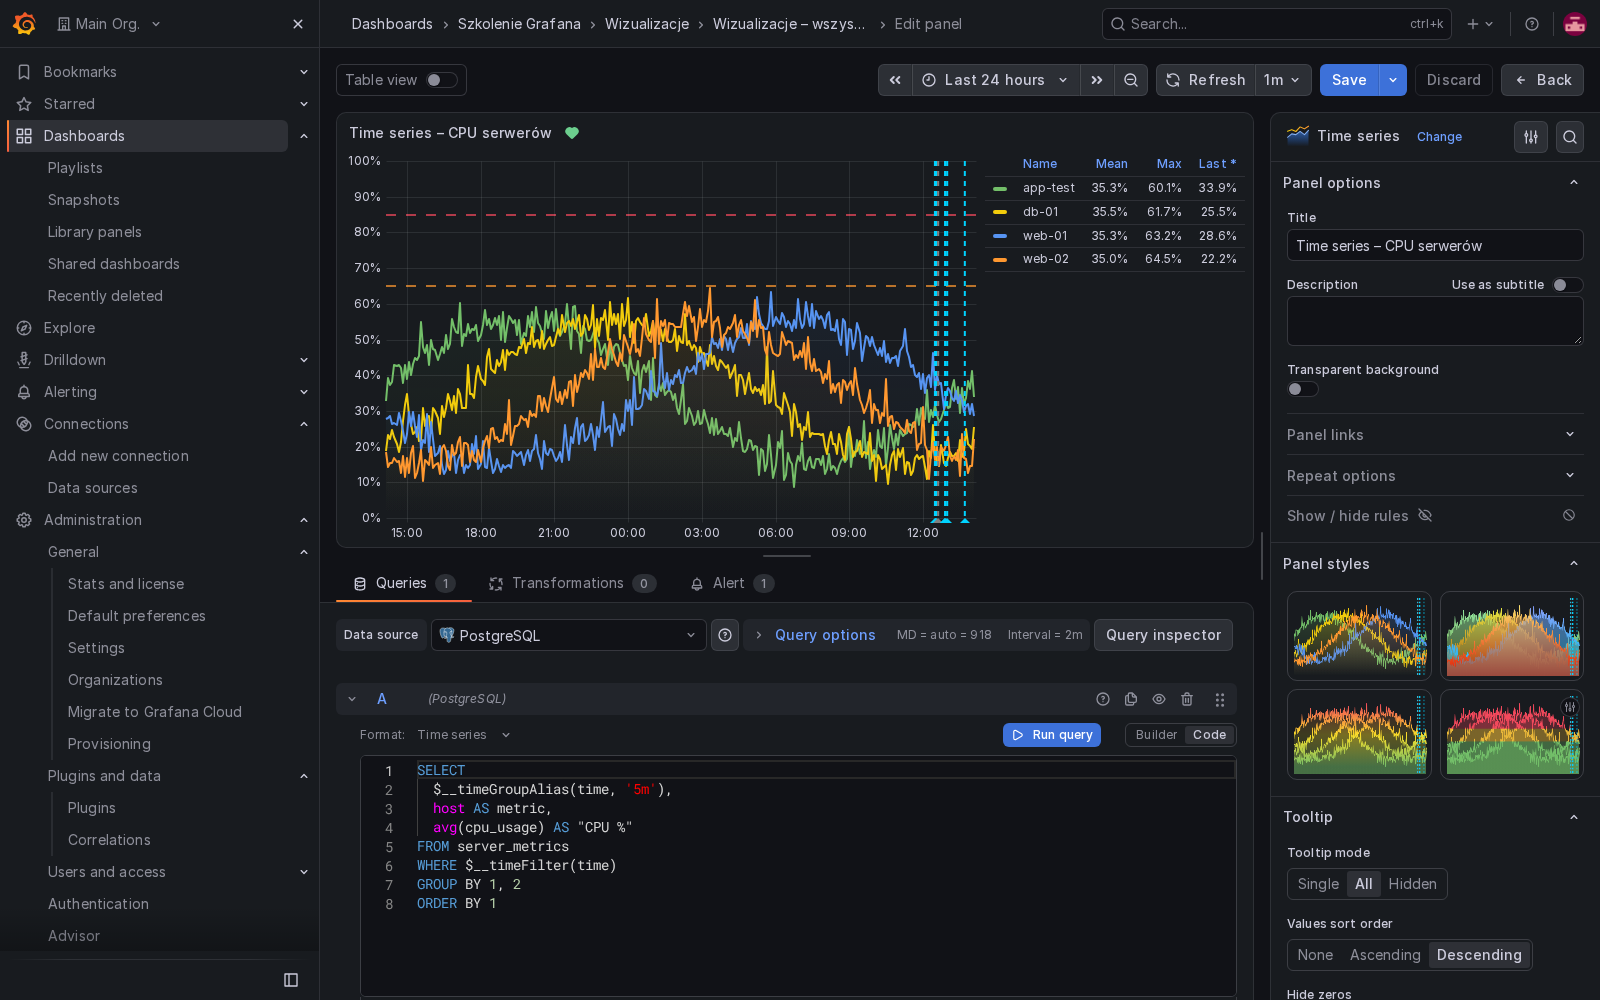 Main Org.
Dashboards
Szkolenie Grafana
Wizualizacje
Wizualizacje – wszys...
Edit panel
Search...
ctrl+k
Bookmarks
Starred
Dashboards
Playlists
Snapshots
Library panels
Shared dashboards
Recently deleted
Explore
Drilldown
Alerting
Connections
Add new connection
Data sources
Administration
General
Stats and license
Default preferences
Settings
Organizations
Migrate to Grafana Cloud
Provisioning
Plugins and data
Plugins
Correlations
Users and access
Authentication
Advisor
Table view
Last 24 hours
Refresh
1m
Save
Discard
Back
Time series – CPU serwerów
100%
90%
80%
70%
60%
50%
40%
30%
20%
10%
0%
15:00 18:00 21:00 00:00 03:00 06:00 09:00 12:00
Name Mean Max Last *
app-test 35.3% 60.1% 33.9%
db-01 35.5% 61.7% 25.5%
web-01 35.3% 63.2% 28.6%
web-02 35.0% 64.5% 22.2%
Queries 1
Transformations 0
Alert 1
Data source
PostgreSQL
Query options
MD = auto = 918
Interval = 2m
Query inspector
A
(PostgreSQL)
Format: Time series
Run query
Builder
Code
1 SELECT
2 $__timeGroupAlias(time, '5m'),
3 host AS metric,
4 avg(cpu_usage) AS "CPU %"
5 FROM server_metrics
6 WHERE $__timeFilter(time)
7 GROUP BY 1, 2
8 ORDER BY 1
Time series
Change
Panel options
Title
Time series – CPU serwerów
Description
Use as subtitle
Transparent background
Panel links
Repeat options
Show / hide rules
Panel styles
Tooltip
Tooltip mode
Single All Hidden
Values sort order
None Ascending Descending
Hide zeros